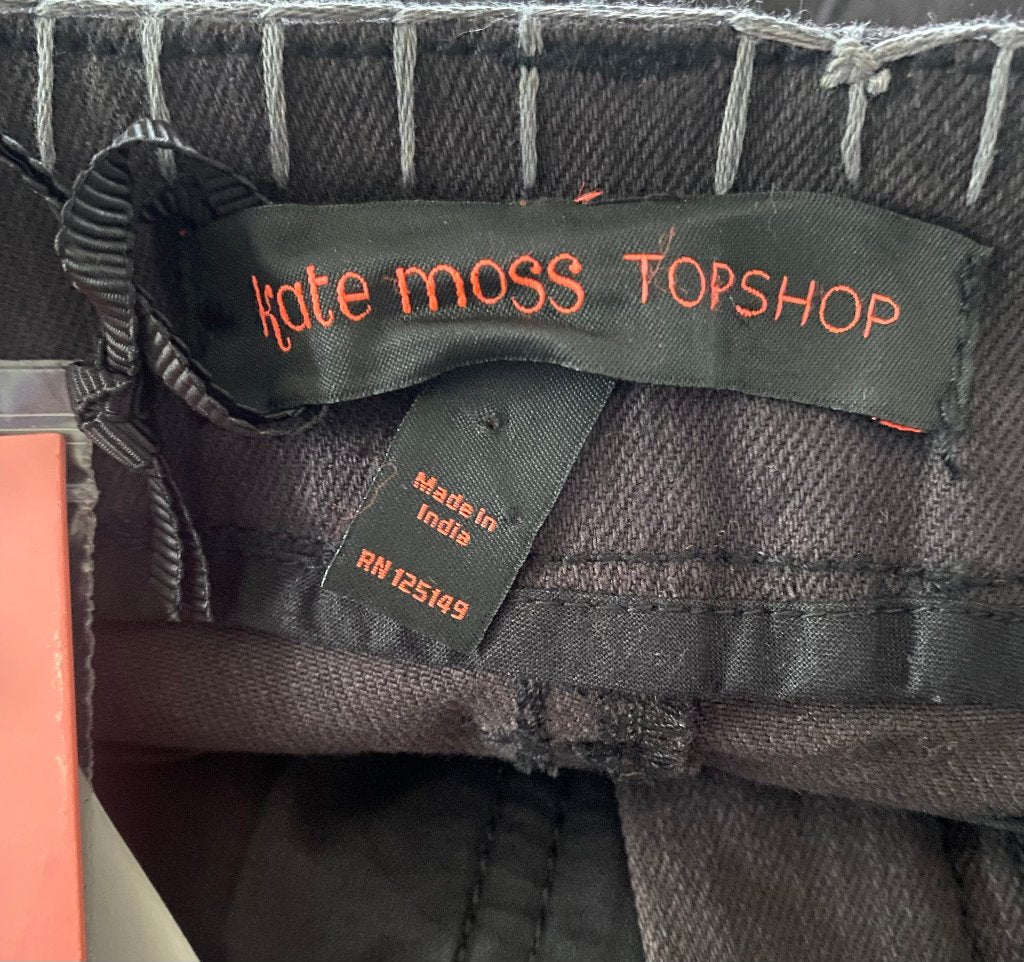 kate moss TOPSHOP
Made in
India
RN 125149